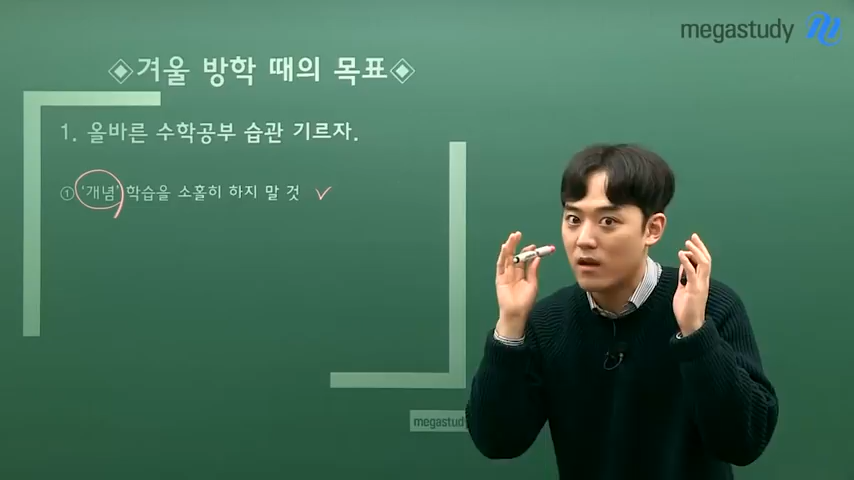 megastudy
◈겨울 방학 때의 목표◈
1. 올바른 수학공부 습관 기르자.
① '개념' 학습을 소홀히 하지 말 것
megastud